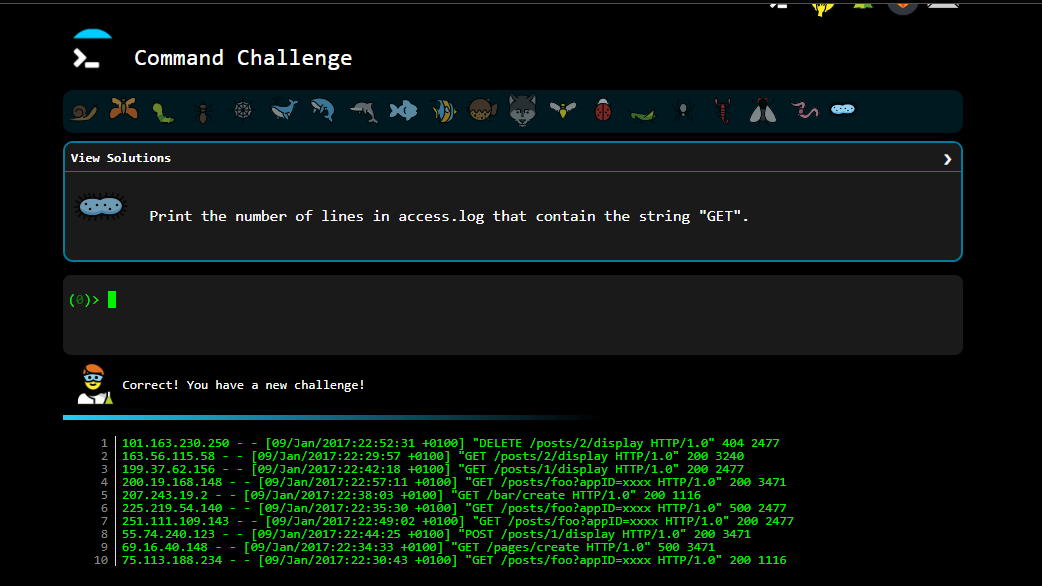 Command Challenge
View Solutions
Print the number of lines in access.log that contain the string "GET".
(0)>
Correct! You have a new challenge!
1 101.163.230.250 - - [09/Jan/2017:22:52:31 +0100] "DELETE /posts/2/display HTTP/1.0" 404 2477
2 163.56.115.58 - - [09/Jan/2017:22:29:57 +0100] "GET /posts/2/display HTTP/1.0" 200 3240
3 199.37.62.156 - - [09/Jan/2017:22:42:18 +0100] "GET /posts/1/display HTTP/1.0" 200 2477
4 200.19.168.148 - - [09/Jan/2017:22:57:11 +0100] "GET /posts/foo?appID=xxxx HTTP/1.0" 200 3471
5 207.243.19.2 - - [09/Jan/2017:22:38:03 +0100] "GET /bar/create HTTP/1.0" 200 1116
6 225.219.54.140 - - [09/Jan/2017:22:35:30 +0100] "GET /posts/foo?appID=xxxx HTTP/1.0" 500 2477
7 251.111.109.143 - - [09/Jan/2017:22:49:02 +0100] "GET /posts/foo?appID=xxxx HTTP/1.0" 200 2477
8 55.74.240.123 - - [09/Jan/2017:22:44:25 +0100] "POST /posts/1/display HTTP/1.0" 200 3471
9 69.16.40.148 - - [09/Jan/2017:22:34:33 +0100] "GET /pages/create HTTP/1.0" 500 3471
10 75.113.188.234 - - [09/Jan/2017:22:30:43 +0100] "GET /posts/foo?appID=xxxx HTTP/1.0" 200 1116